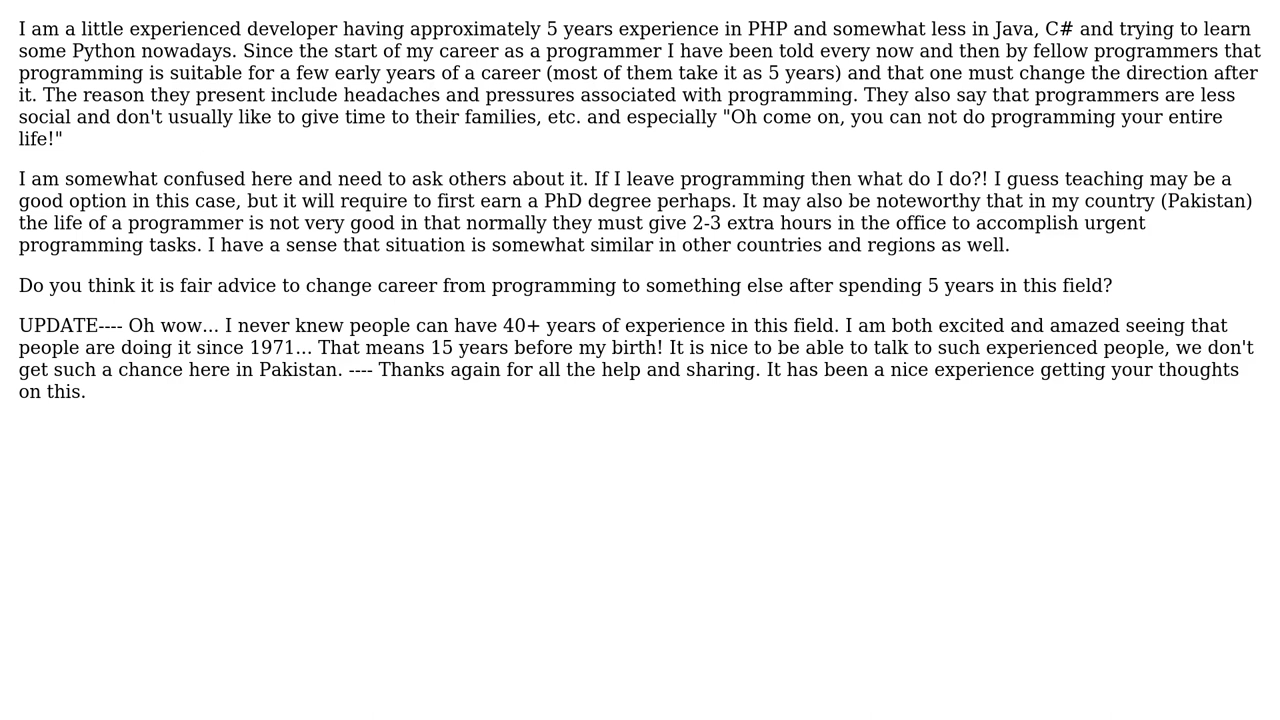 I am a little experienced developer having approximately 5 years experience in PHP and somewhat less in Java, C# and trying to learn
some Python nowadays. Since the start of my career as a programmer I have been told every now and then by fellow programmers that
programming is suitable for a few early years of a career (most of them take it as 5 years) and that one must change the direction after
it. The reason they present include headaches and pressures associated with programming. They also say that programmers are less
social and don't usually like to give time to their families, etc. and especially "Oh come on, you can not do programming your entire
life!"
I am somewhat confused here and need to ask others about it. If I leave programming then what do I do?! I guess teaching may be a
good option in this case, but it will require to first earn a PhD degree perhaps. It may also be noteworthy that in my country (Pakistan)
the life of a programmer is not very good in that normally they must give 2-3 extra hours in the office to accomplish urgent
programming tasks. I have a sense that situation is somewhat similar in other countries and regions as well.
Do you think it is fair advice to change career from programming to something else after spending 5 years in this field?
UPDATE---- Oh wow... I never knew people can have 40+ years of experience in this field. I am both excited and amazed seeing that
people are doing it since 1971... That means 15 years before my birth! It is nice to be able to talk to such experienced people, we don't
get such a chance here in Pakistan. ---- Thanks again for all the help and sharing. It has been a nice experience getting your thoughts
on this.